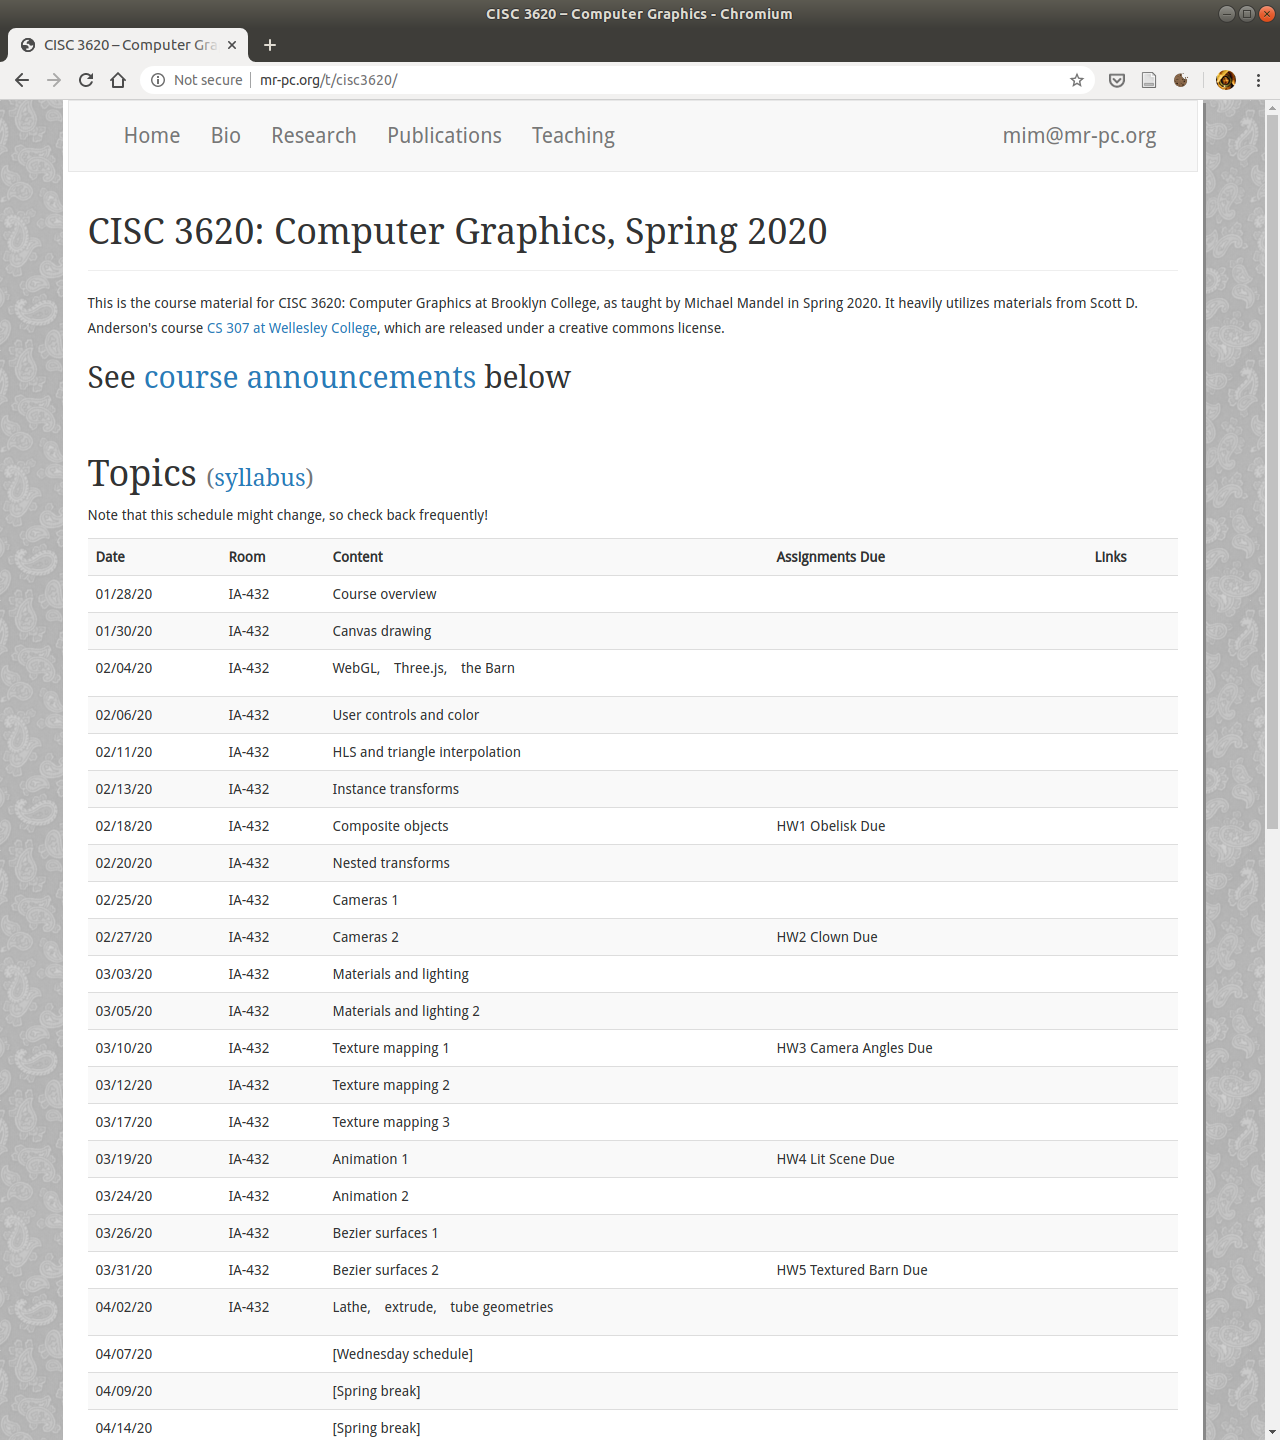 CISC 3620 – Computer Graphics - Chromium
CISC 3620 – Computer Gra
Not secure mr-pc.org/t/cisc3620/
Home Bio Research Publications Teaching mim@mr-pc.org
CISC 3620: Computer Graphics, Spring 2020
This is the course material for CISC 3620: Computer Graphics at Brooklyn College, as taught by Michael Mandel in Spring 2020. It heavily utilizes materials from Scott D.
Anderson's course CS 307 at Wellesley College, which are released under a creative commons license.
See course announcements below
Topics (syllabus)
Note that this schedule might change, so check back frequently!
Date Room Content Assignments Due Links
01/28/20 IA-432 Course overview
01/30/20 IA-432 Canvas drawing
02/04/20 IA-432 WebGL, Three.js, the Barn
02/06/20 IA-432 User controls and color
02/11/20 IA-432 HLS and triangle interpolation
02/13/20 IA-432 Instance transforms
02/18/20 IA-432 Composite objects HW1 Obelisk Due
02/20/20 IA-432 Nested transforms
02/25/20 IA-432 Cameras 1
02/27/20 IA-432 Cameras 2 HW2 Clown Due
03/03/20 IA-432 Materials and lighting
03/05/20 IA-432 Materials and lighting 2
03/10/20 IA-432 Texture mapping 1 HW3 Camera Angles Due
03/12/20 IA-432 Texture mapping 2
03/17/20 IA-432 Texture mapping 3
03/19/20 IA-432 Animation 1 HW4 Lit Scene Due
03/24/20 IA-432 Animation 2
03/26/20 IA-432 Bezier surfaces 1
03/31/20 IA-432 Bezier surfaces 2 HW5 Textured Barn Due
04/02/20 IA-432 Lathe, extrude, tube geometries
04/07/20 [Wednesday schedule]
04/09/20 [Spring break]
04/14/20 [Spring break]